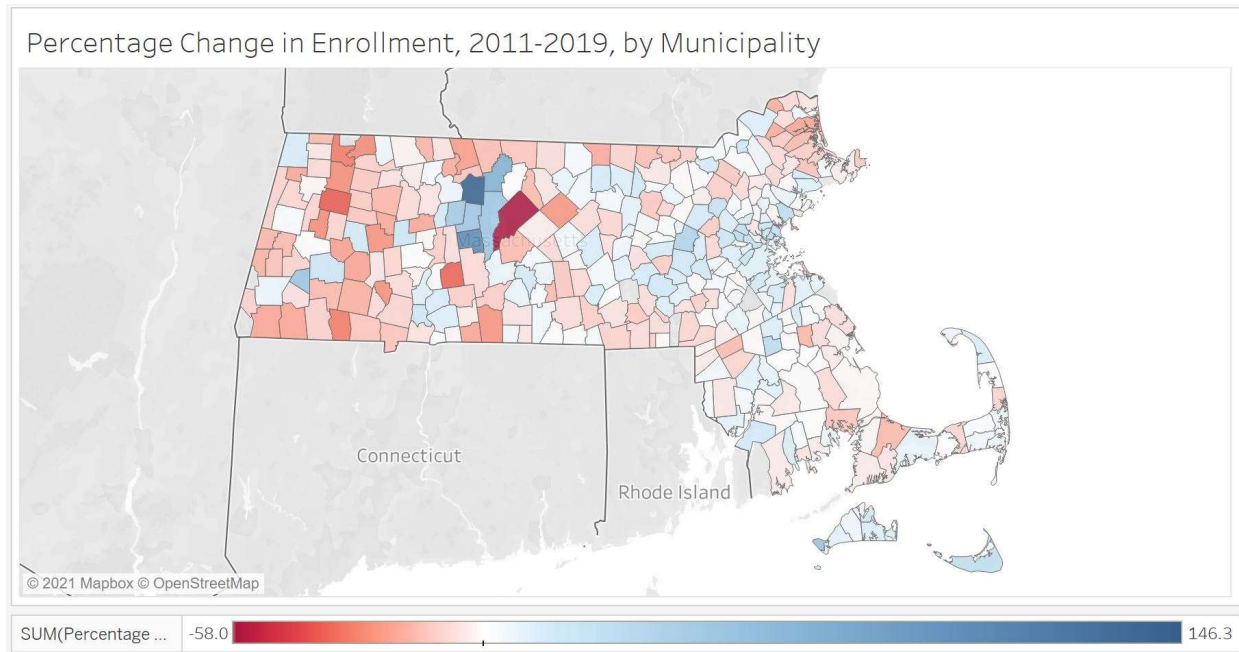 Percentage Change in Enrollment, 2011-2019, by Municipality
Massachusetts
Connecticut
Rhode Island
© 2021 Mapbox © OpenStreetMap
SUM(Percentage ...
-58.0
146.3